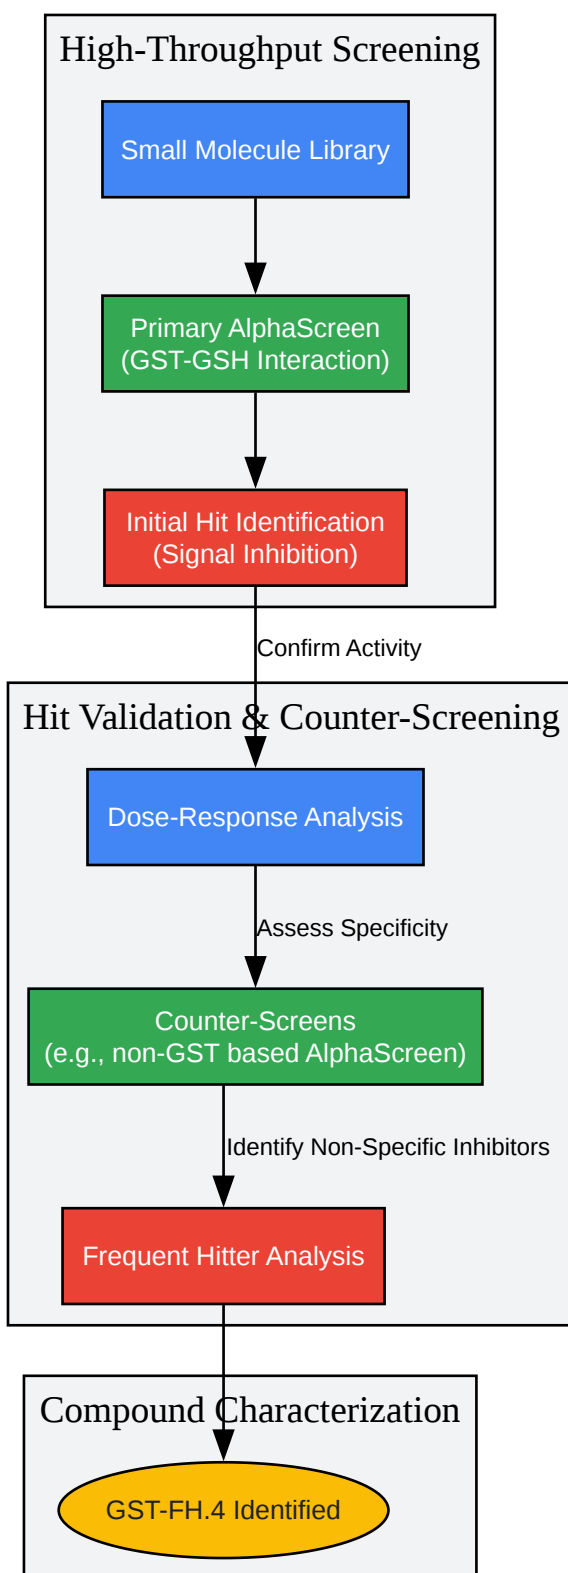 High-Throughput Screening
Small Molecule Library
Primary AlphaScreen
(GST-GSH Interaction)
Initial Hit Identification
(Signal Inhibition)
Confirm Activity
Hit Validation & Counter-Screening
Dose-Response Analysis
Assess Specificity
Counter-Screens
(e.g., non-GST based AlphaScreen)
Identify Non-Specific Inhibitors
Frequent Hitter Analysis
Compound Characterization
GST-FH.4 Identified